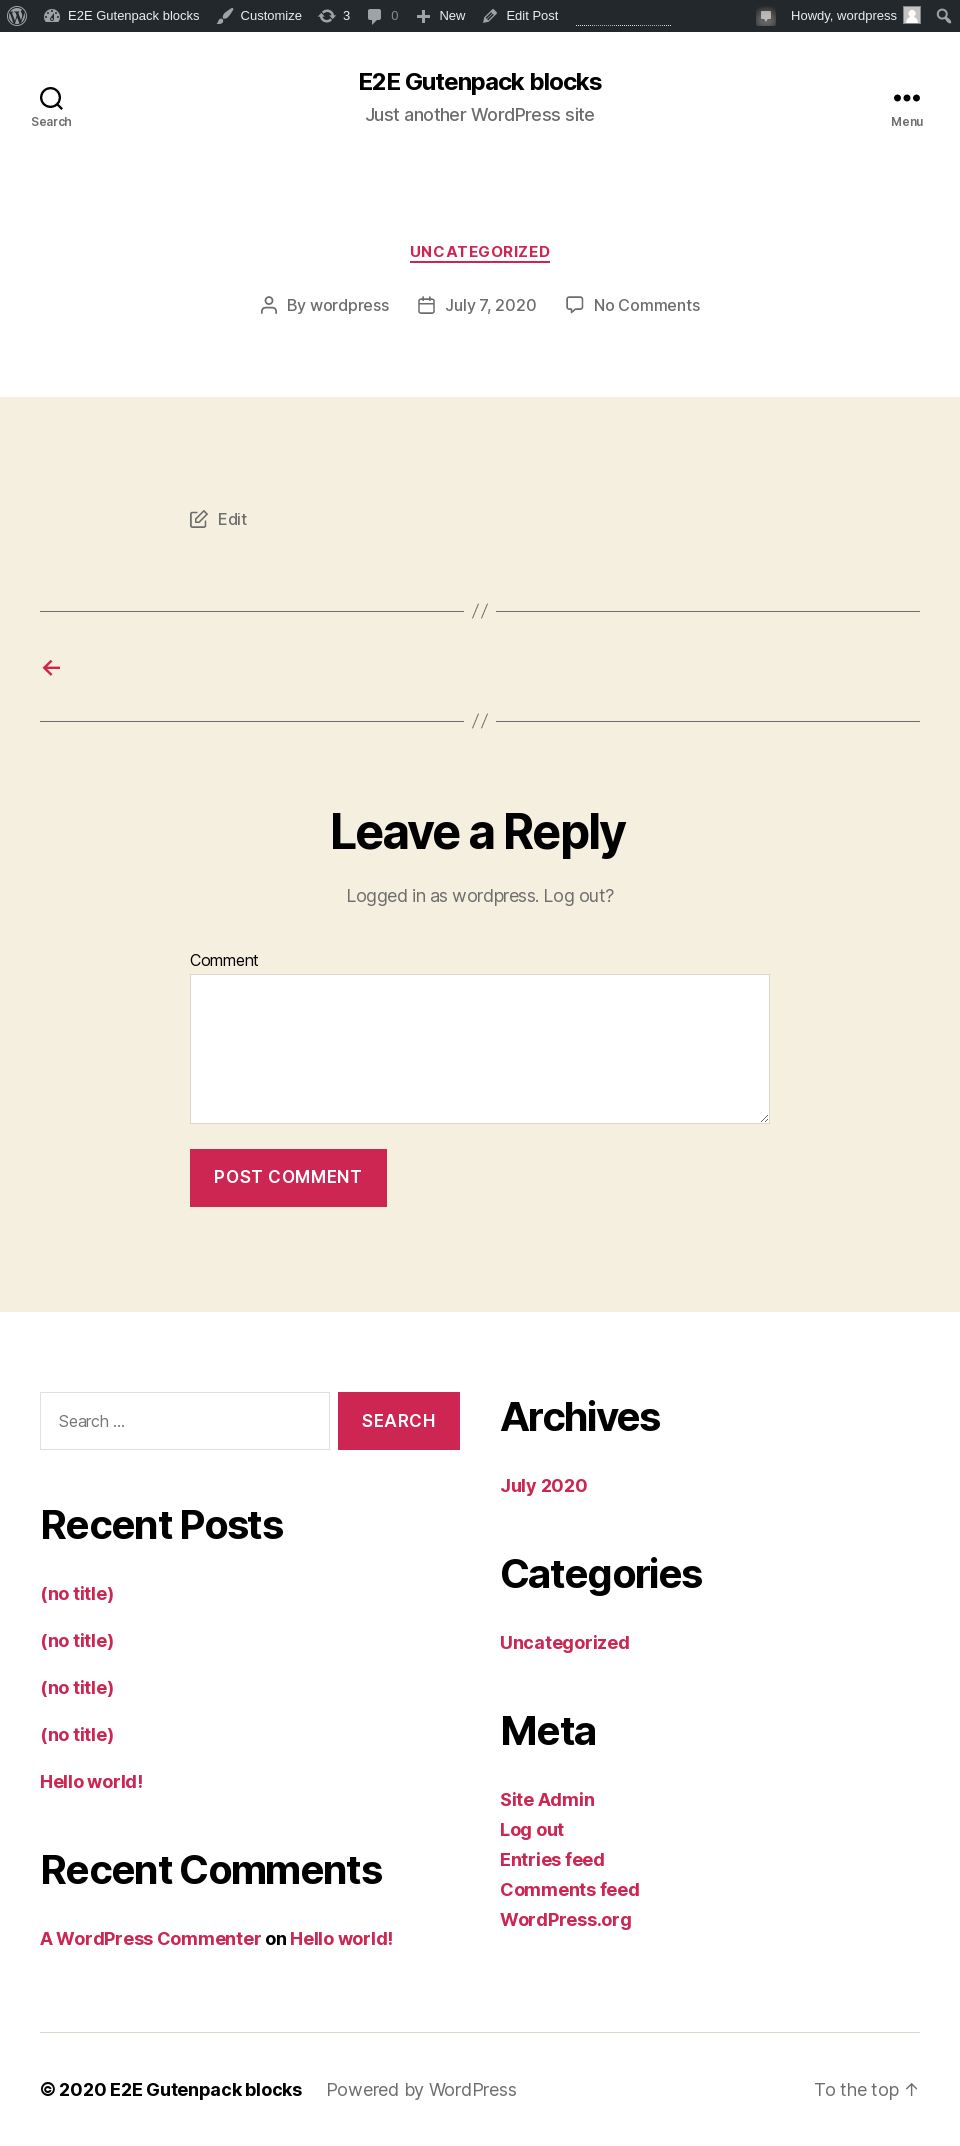 E2E Gutenpack blocks Customize 3 0 New Edit Post Howdy, wordpress
E2E Gutenpack blocks
Just another WordPress site
Search
Menu
UNCATEGORIZED
By wordpress July 7, 2020 No Comments
Edit
//
←
//
Leave a Reply
Logged in as wordpress. Log out?
Comment
POST COMMENT
Search …
SEARCH
Recent Posts
(no title)
(no title)
(no title)
(no title)
Hello world!
Recent Comments
A WordPress Commenter on Hello world!
Archives
July 2020
Categories
Uncategorized
Meta
Site Admin
Log out
Entries feed
Comments feed
WordPress.org
© 2020 E2E Gutenpack blocks Powered by WordPress To the top ↑